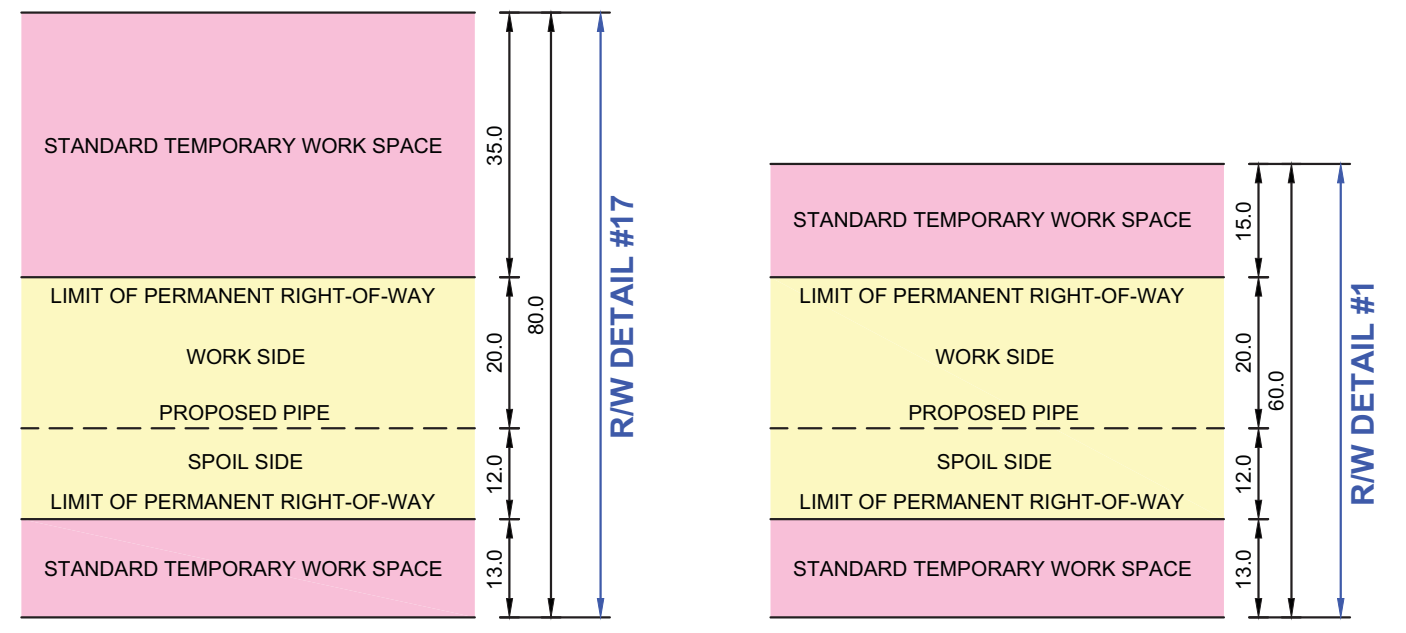 STANDARD TEMPORARY WORK SPACE
35.0
LIMIT OF PERMANENT RIGHT-OF-WAY
WORK SIDE
20.0
PROPOSED PIPE
SPOIL SIDE
12.0
LIMIT OF PERMANENT RIGHT-OF-WAY
STANDARD TEMPORARY WORK SPACE
13.0
80.0
R/W DETAIL #17
STANDARD TEMPORARY WORK SPACE
15.0
LIMIT OF PERMANENT RIGHT-OF-WAY
WORK SIDE
20.0
PROPOSED PIPE
SPOIL SIDE
12.0
LIMIT OF PERMANENT RIGHT-OF-WAY
STANDARD TEMPORARY WORK SPACE
13.0
60.0
R/W DETAIL #1